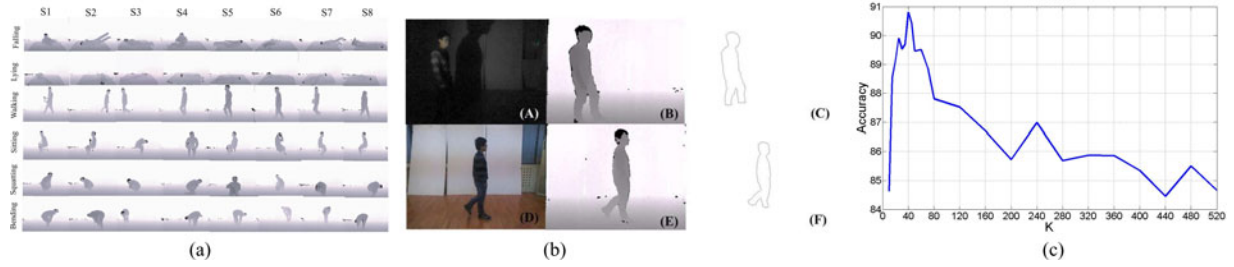 S1 S2 S3 S4 S5 S6 S7 S8
Falling
Lying
Walking
Sitting
Squatting
Bending
(a)
(A)
(B)
(C)
(D)
(E)
(F)
(b)
91
90
89
88
87
86
85
84
Accuracy
0 40 80 120 160 200 240 280 320 360 400 440 480 520
K
(c)